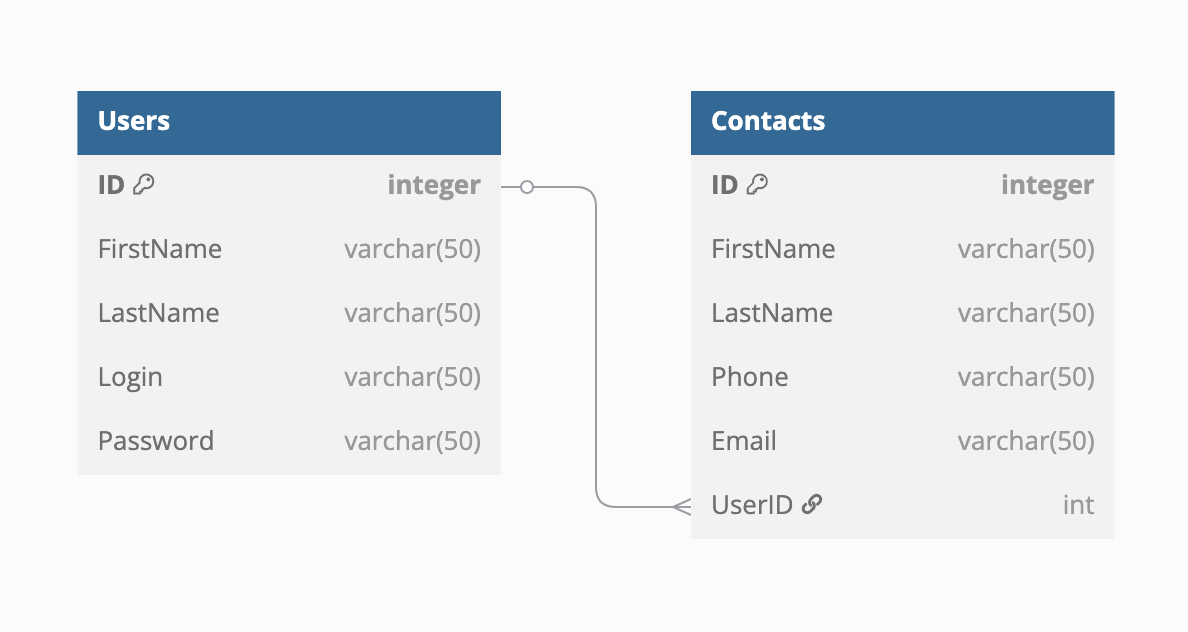 Users
ID integer
FirstName varchar(50)
LastName varchar(50)
Login varchar(50)
Password varchar(50)
Contacts
ID integer
FirstName varchar(50)
LastName varchar(50)
Phone varchar(50)
Email varchar(50)
UserID int